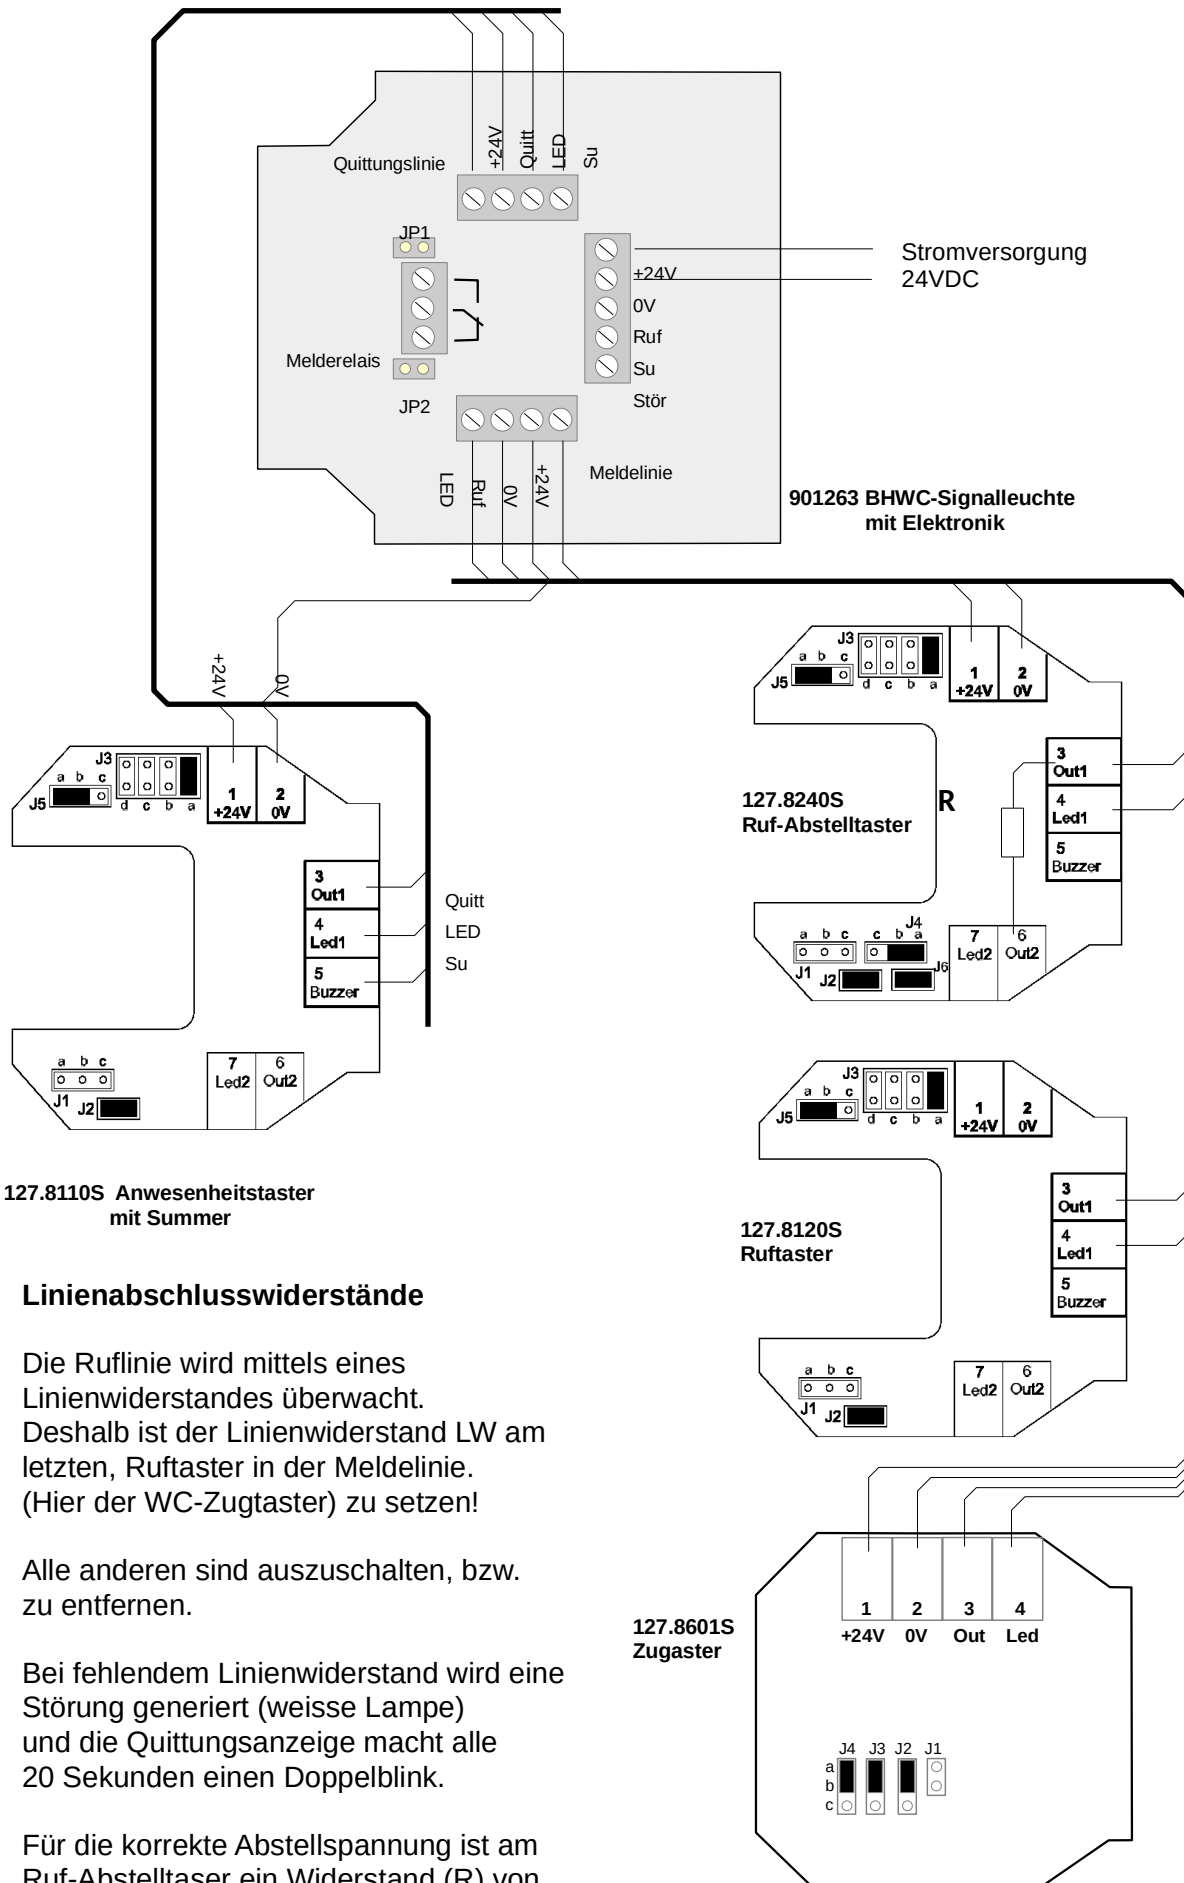 +24V
Quitt
LED
Su
Quittungslinie
JP1
Stromversorgung
24VDC
+24V
0V
Ruf
Su
Stör
Melderelais
JP2
LED
Ruf
0V
+24V
Meldelinie
901263 BHWC-Signalleuchte
mit Elektronik
+24V
0V
J3
a b c
J5
d c b a
1
+24V
2
0V
3
Out1
4
Led1
5
Buzzer
Quitt
LED
Su
a b c
J1
J2
7
Led2
6
Out2
127.8110S Anwesenheitstaster
mit Summer
J3
a b c
J5
d c b a
1
+24V
2
0V
3
Out1
4
Led1
5
Buzzer
127.8240S
Ruf-Abstelltaster
R
J4
a b c
c b a
J1
J2
J6
7
Led2
6
Out2
J3
a b c
J5
d c b a
1
+24V
2
0V
3
Out1
4
Led1
5
Buzzer
127.8120S
Ruftaster
a b c
J1
J2
7
Led2
6
Out2
Linienabschlusswiderstände
Die Ruflinie wird mittels eines
Linienwiderstandes überwacht.
Deshalb ist der Linienwiderstand LW am
letzten, Ruftaster in der Meldelinie.
(Hier der WC-Zugtaster) zu setzen!
Alle anderen sind auszuschalten, bzw.
zu entfernen.
Bei fehlendem Linienwiderstand wird eine
Störung generiert (weisse Lampe)
und die Quittungsanzeige macht alle
20 Sekunden einen Doppelblink.
Für die korrekte Abstellspannung ist am
Ruf-Abstelltaser ein Widerstand (R) von
127.8601S
Zugaster
1
+24V
2
0V
3
Out
4
Led
J4 J3 J2 J1
a
b
c